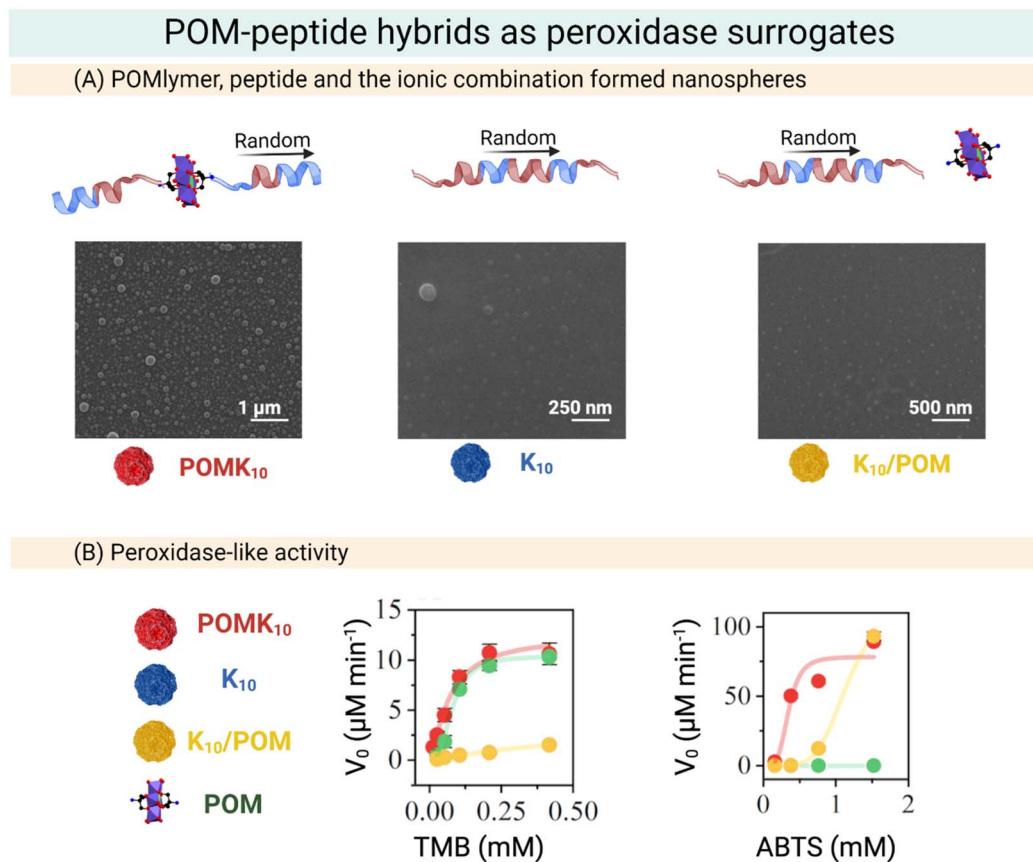 POM-peptide hybrids as peroxidase surrogates
(A) POMlymer, peptide and the ionic combination formed nanospheres
Random
Random
Random
1 µm
250 nm
500 nm
POMK₁₀
K₁₀
K₁₀/POM
(B) Peroxidase-like activity
POMK₁₀
K₁₀
K₁₀/POM
POM
V₀ (µM min⁻¹)
15
10
5
0
0.00
0.25
0.50
TMB (mM)
V₀ (µM min⁻¹)
100
50
0
0
1
2
ABTS (mM)